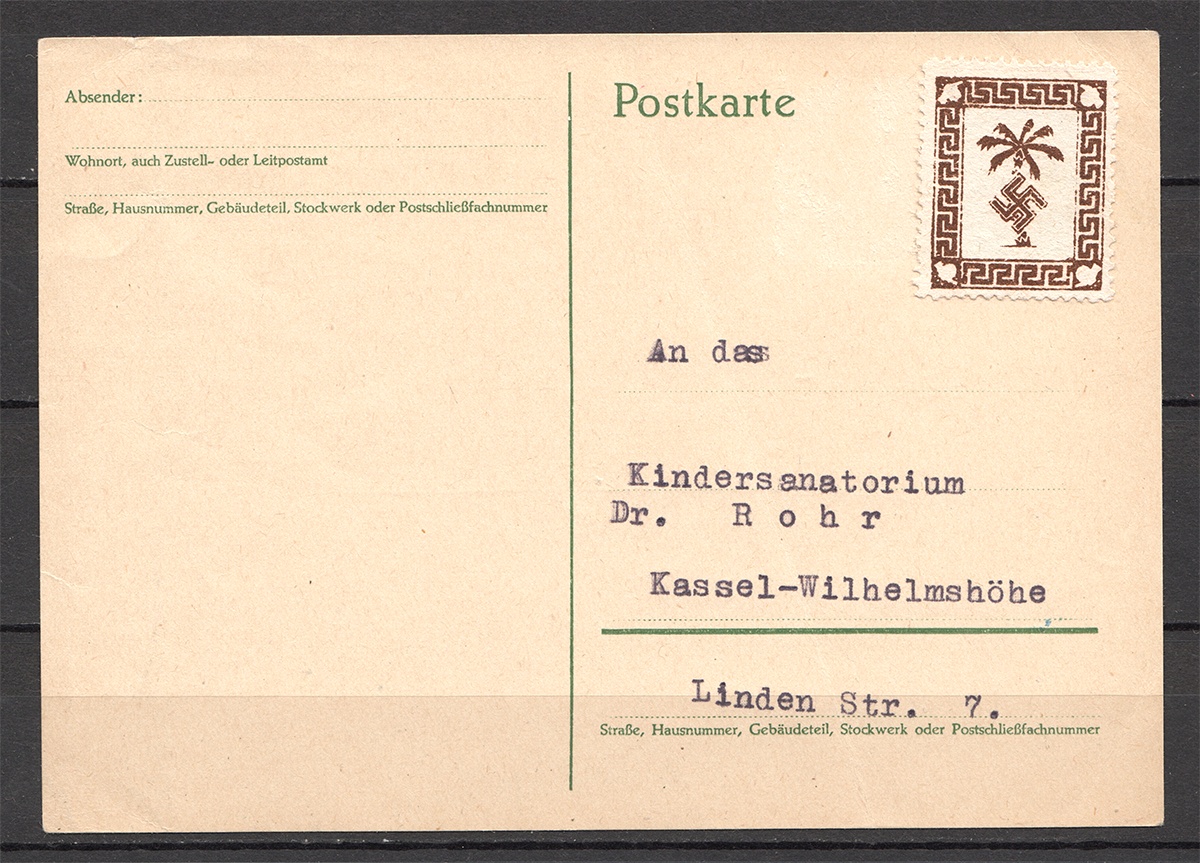 Absender:
Wohnort, auch Zustell- oder Leitpostamt
Straße, Hausnummer, Gebäudeteil, Stockwerk oder Postschließfachnummer
Postkarte
An das
Kindersanatorium
Dr. Rohr
Kassel-Wilhelmshöhe
Linden Str. 7.
Straße, Hausnummer, Gebäudeteil, Stockwerk oder Postschließfachnummer